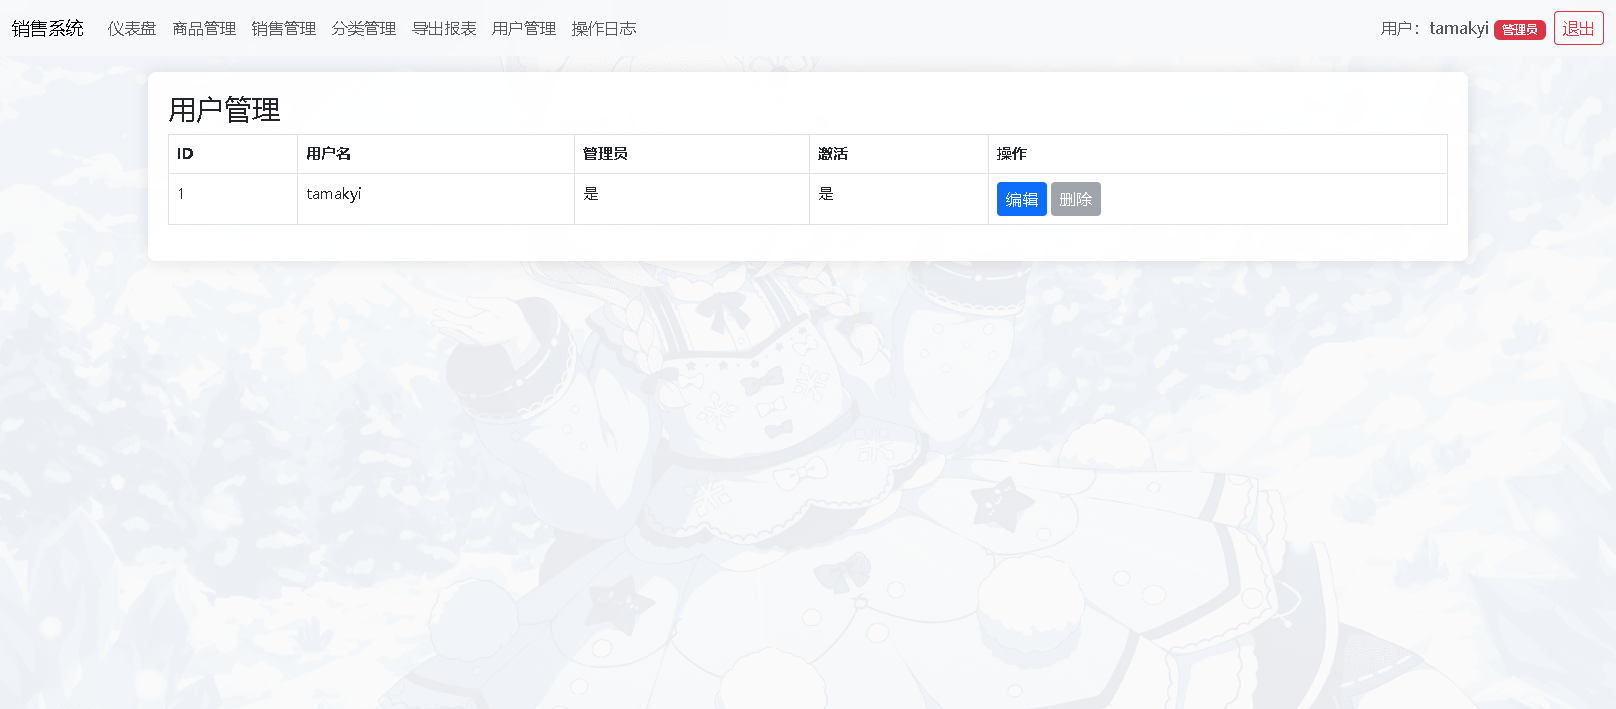 销售系统 仪表盘 商品管理 销售管理 分类管理 导出报表 用户管理 操作日志 用户：tamakyi 管理员 退出
用户管理
ID 用户名 管理员 激活 操作
1 tamakyi 是 是 编辑 删除